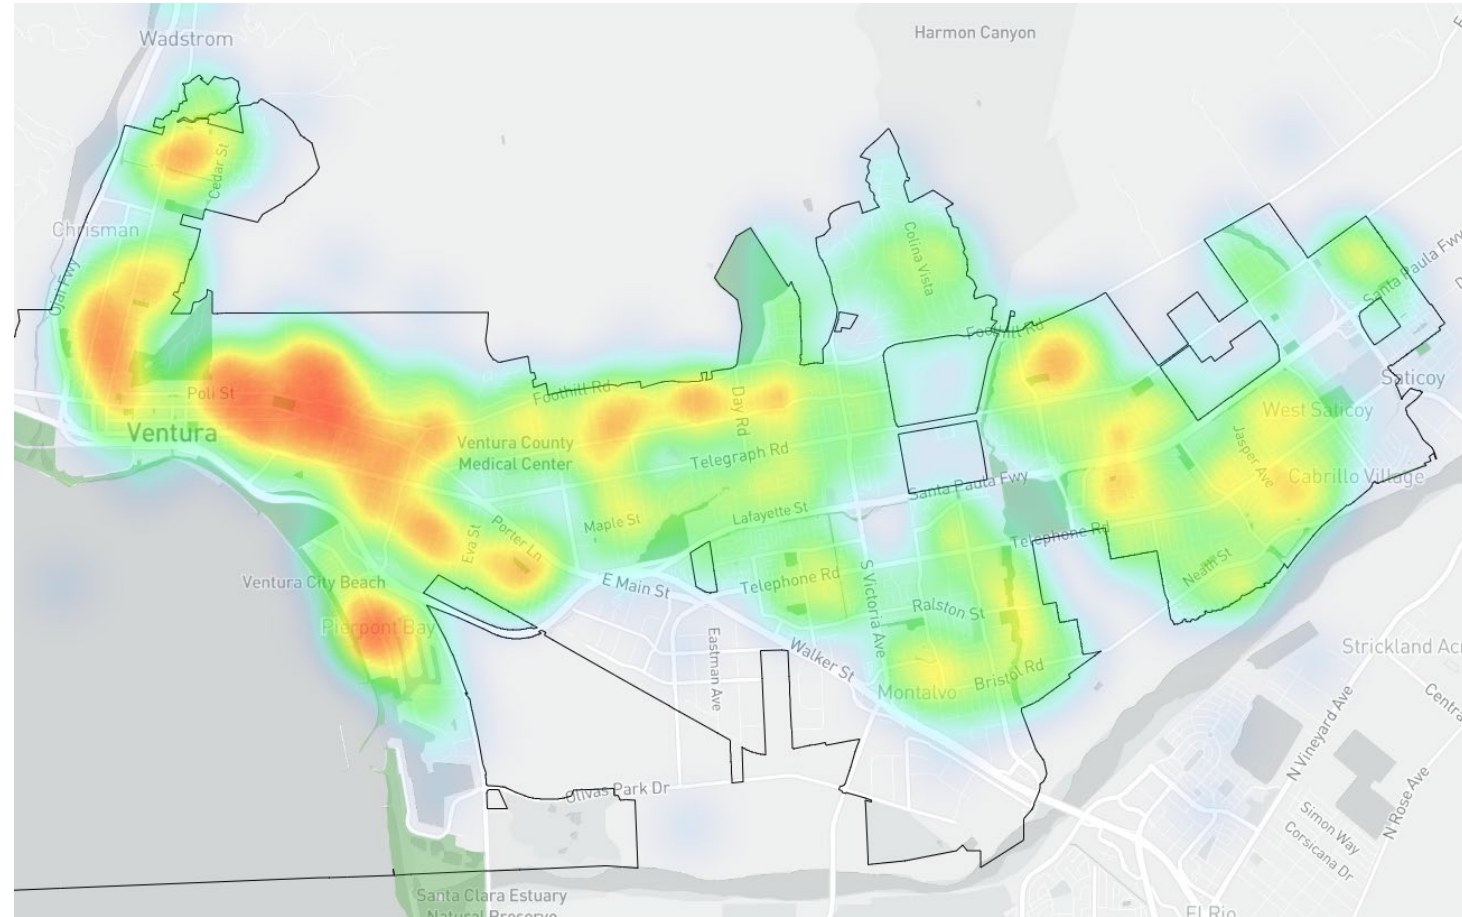 Wadstrom
Harmon Canyon
Cedar St
Chrisman
Ojai Fwy
Colina Vista
Santa Paula Fwy
Foothill Rd
Saticoy
Poli St
Foothill Rd
Day Rd
West Saticoy
Ventura
Ventura County
Medical Center
Telegraph Rd
Jasper Ave
Cabrillo Village
Santa Paula Fwy
Maple St
Lafayette St
Porter Ln
Eva St
Telephone Rd
Neath St
Ventura City Beach
E Main St
Telephone Rd
S Victoria Ave
Ralston St
Pierpont Bay
Eastman Ave
Walker St
Strickland Acr
Bristol Rd
Montalvo
Centra
N Vineyard Ave
Olivas Park Dr
N Rose Ave
Simon Way
Corsicana Dr
Santa Clara Estuary
Natural Preserve
El Rio